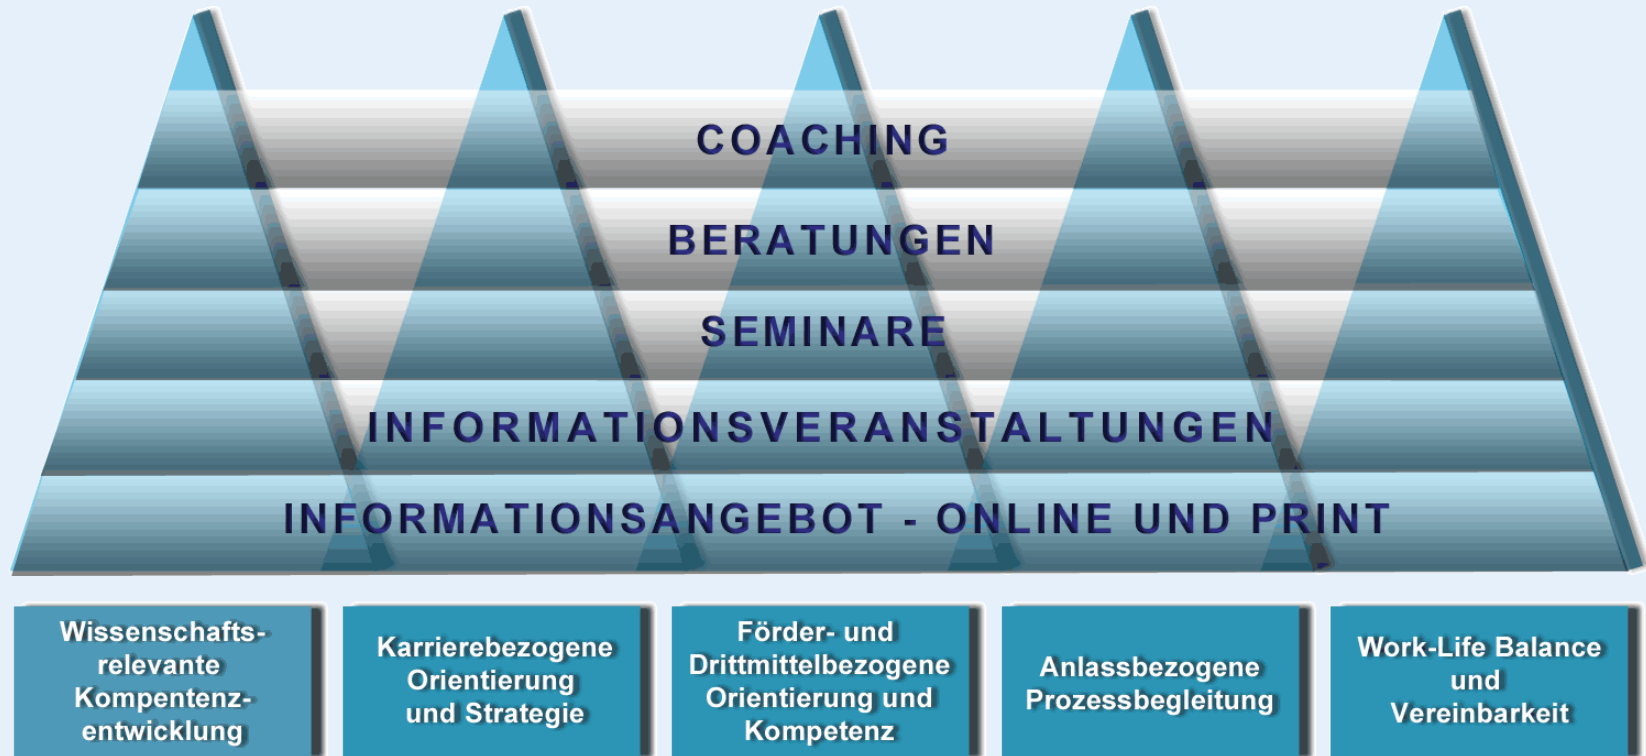 COACHING
BERATUNGEN
SEMINARE
INFORMATIONSVERANSTALTUNGEN
INFORMATIONSANGEBOT - ONLINE UND PRINT
Wissenschafts-
relevante
Kompentenz-
entwicklung
Karrierebezogene
Orientierung
und Strategie
Förder- und
Drittmittelbezogene
Orientierung und
Kompetenz
Anlassbezogene
Prozessbegleitung
Work-Life Balance
und
Vereinbarkeit